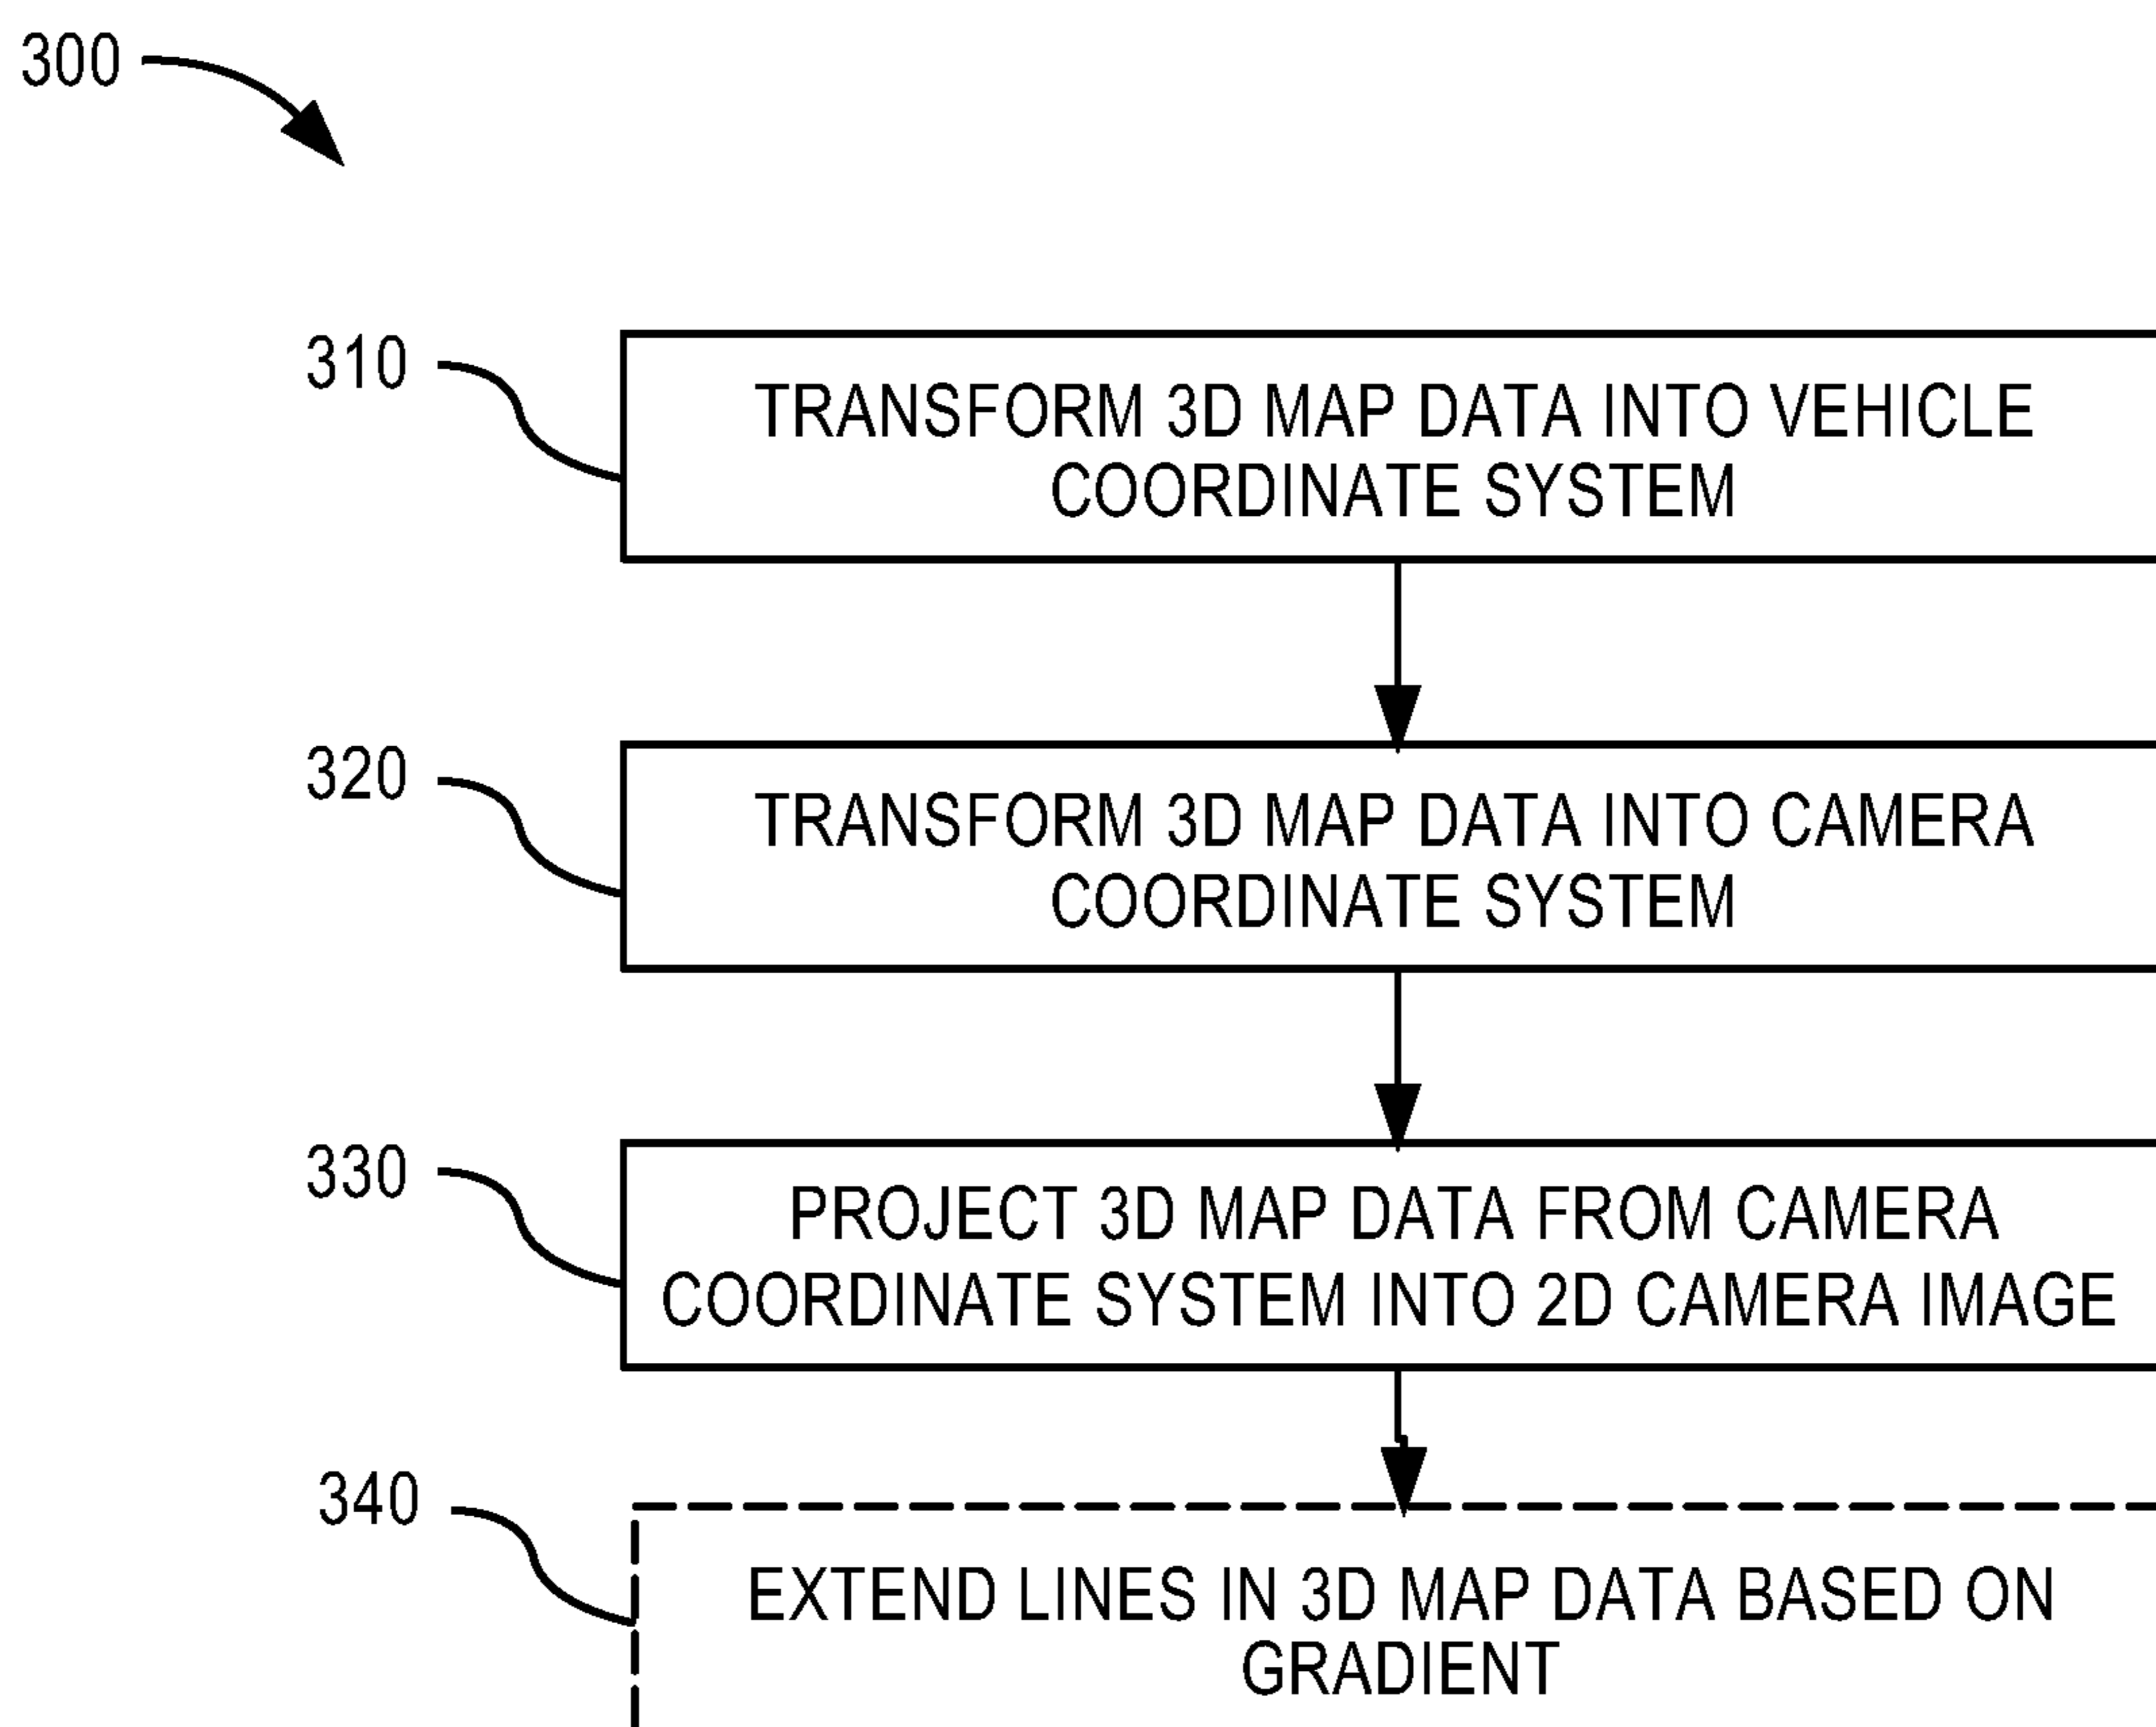 300
310
TRANSFORM 3D MAP DATA INTO VEHICLE
COORDINATE SYSTEM
320
TRANSFORM 3D MAP DATA INTO CAMERA
COORDINATE SYSTEM
330
PROJECT 3D MAP DATA FROM CAMERA
COORDINATE SYSTEM INTO 2D CAMERA IMAGE
340
EXTEND LINES IN 3D MAP DATA BASED ON
GRADIENT